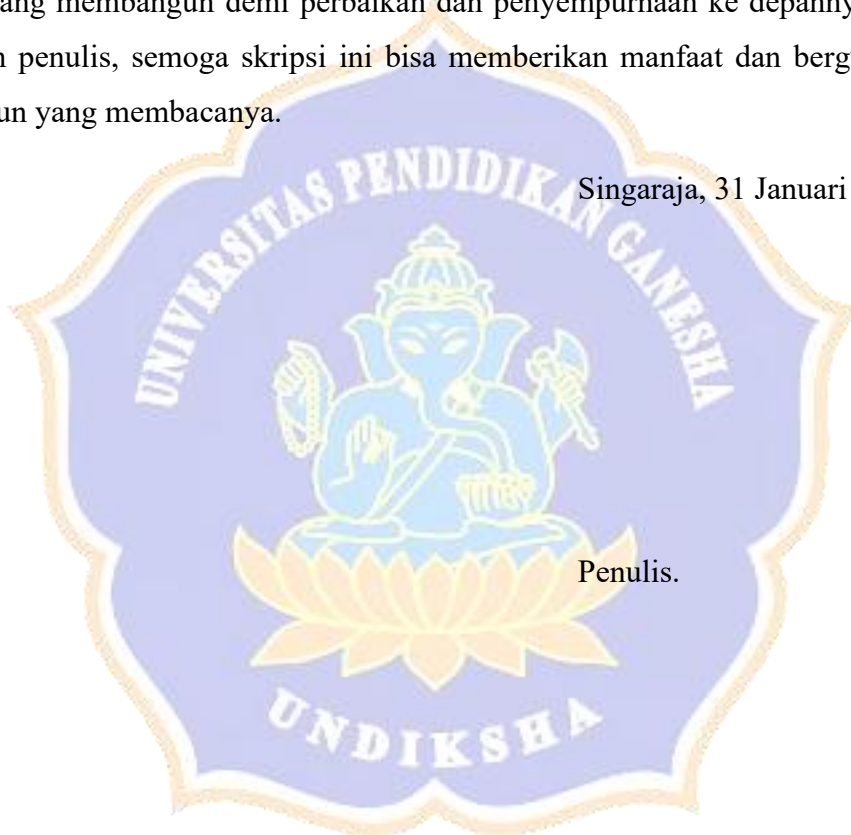 ang membangun demi perbaikan dan penyempurnaan ke depanny
penulis, semoga skripsi ini bisa memberikan manfaat dan berg
un yang membacanya.
Singaraja, 31 Januari
UNIVERSITAS PENDIDIKAN GANESHA
Penulis.
UNDIKSHA